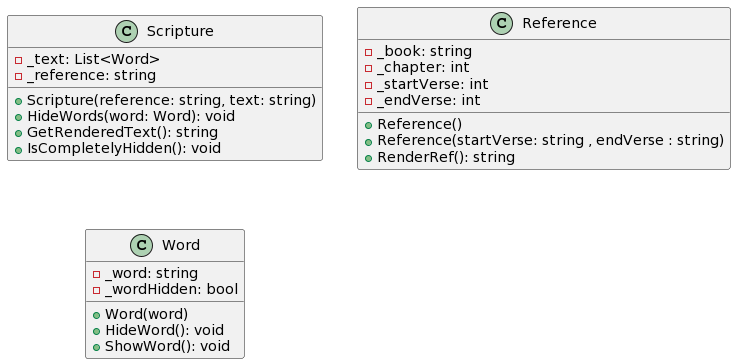 C Scripture
_text: List<Word>
_reference: string
Scripture(reference: string, text: string)
HideWords(word: Word): void
GetRenderedText(): string
IsCompletelyHidden(): void
C Reference
_book: string
_chapter: int
_startVerse: int
_endVerse: int
Reference()
Reference(startVerse: string , endVerse : string)
RenderRef(): string
C Word
_word: string
_wordHidden: bool
Word(word)
HideWord(): void
ShowWord(): void